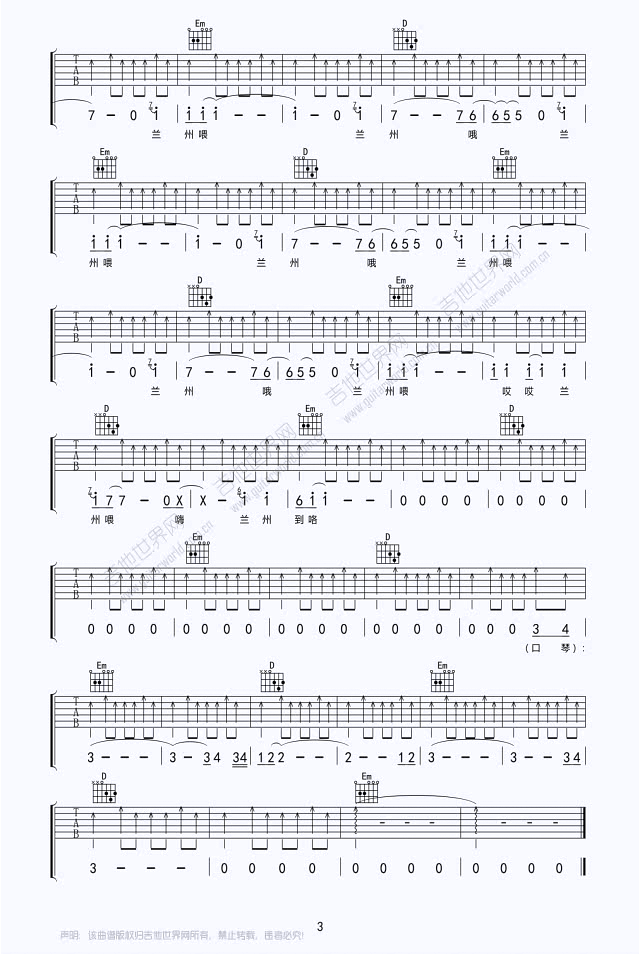 Em D
T A B
7 - 0 7 i | i i i - - | i - 0 7 i | 7 - - 7 6 | 6 5 5 0 i
兰 州 喂 兰 州 哦 兰
Em D Em
T A B
i i i - - | i - 0 7 i | 7 - - 7 6 | 6 5 5 0 7 i | i i i - -
州 喂 兰 州 哦 兰 州 喂
D Em
T A B
i - 0 7 i | 7 - - 7 6 | 6 5 5 0 7 i | i i i - - | i i i i i
兰 州 哦 兰 州 喂 哎 哎 兰
D Em D
T A B
7 i 7 7 - 0 X | X - 6 i i | 6 i i - - | 0 0 0 0 | 0 0 0 0
州 喂 嗨 兰 州 到 咯
Em D
T A B
0 0 0 0 | 0 0 0 0 | 0 0 0 0 | 0 0 0 0 | 0 0 0 3 4
(口 琴):
Em D Em
T A B
3 - - - | 3 - 3 4 3 4 | 1 2 2 - - | 2 - - 1 2 | 3 - - - | 3 - - 3 4
D Em
T A B
3 - - - | 0 0 0 0 | 0 0 0 0 | 0 0 0 0
3
声明: 该曲谱版权归吉他世界网所有, 禁止转载, 违者必究!
吉他世界网
www.guitarworld.com.cn